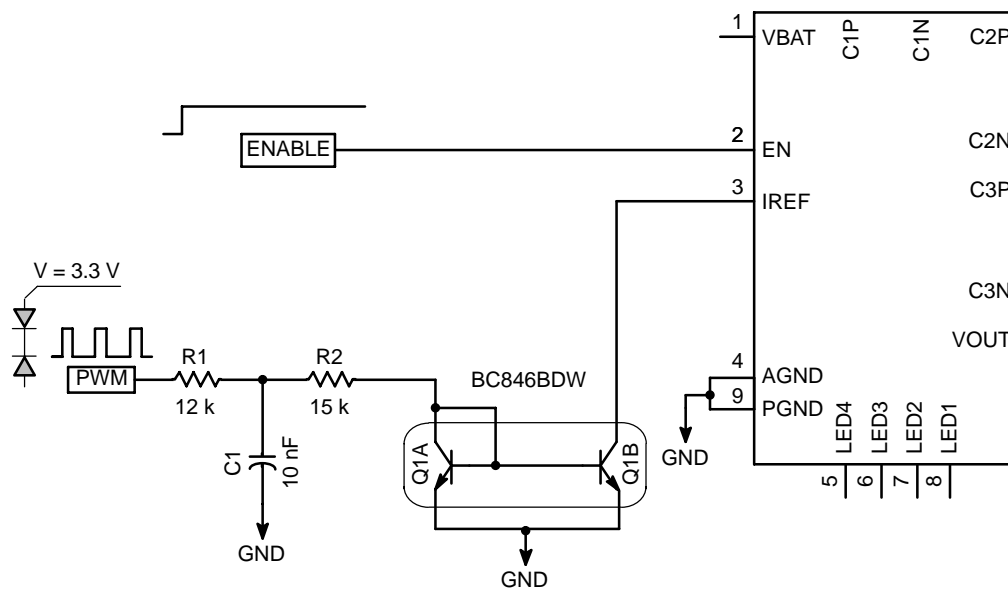 1
VBAT
C1P
C1N
C2P
ENABLE
2
EN
C2N
3
IREF
C3P
V = 3.3 V
C3N
VOUT
PWM
R1
12 k
R2
15 k
BC846BDW
4
AGND
9
PGND
GND
C1
10 nF
Q1A
Q1B
LED4
LED3
LED2
LED1
5
6
7
8
GND
GND